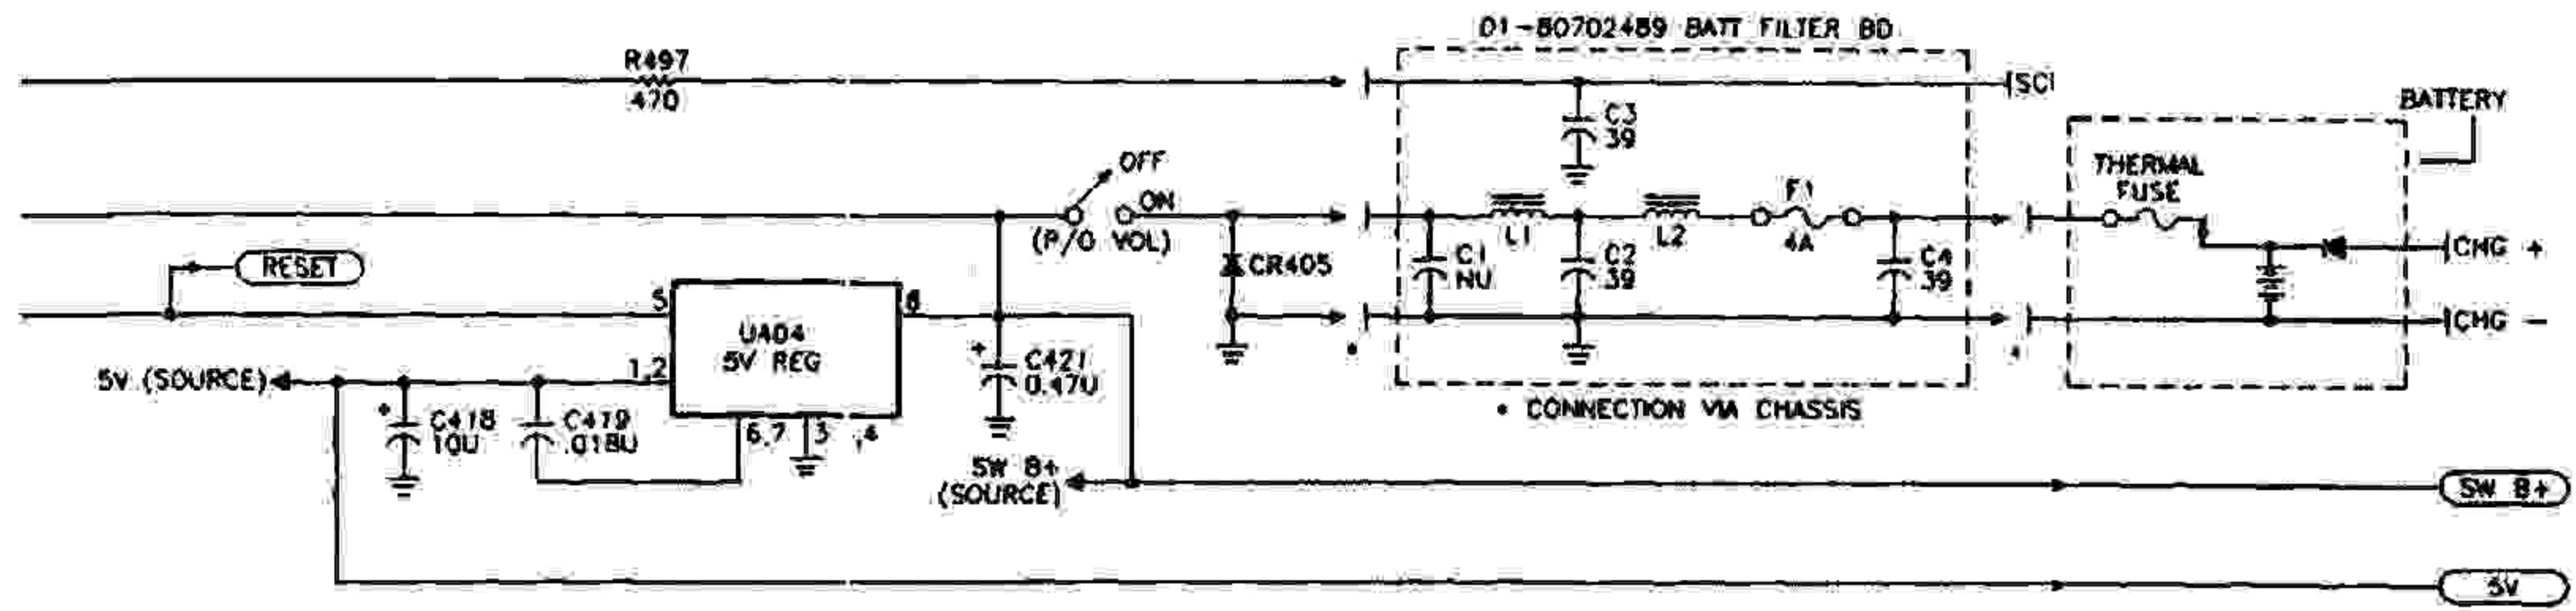 01-80702489 BATT FILTER BD
R497
470
SCI
C3
39
BATTERY
OFF
ON
(P/O VOL)
THERMAL
FUSE
F1
4A
L1
L2
RESET
CR405
C1
NU
C2
39
C4
39
CHG +
CHG -
5
8
U404
5V REG
1,2
5V (SOURCE)
+
C418
10U
C419
.018U
6,7
3
,4
+
C421
0.47U
* CONNECTION VIA CHASSIS
SW B+
(SOURCE)
SW B+
5V